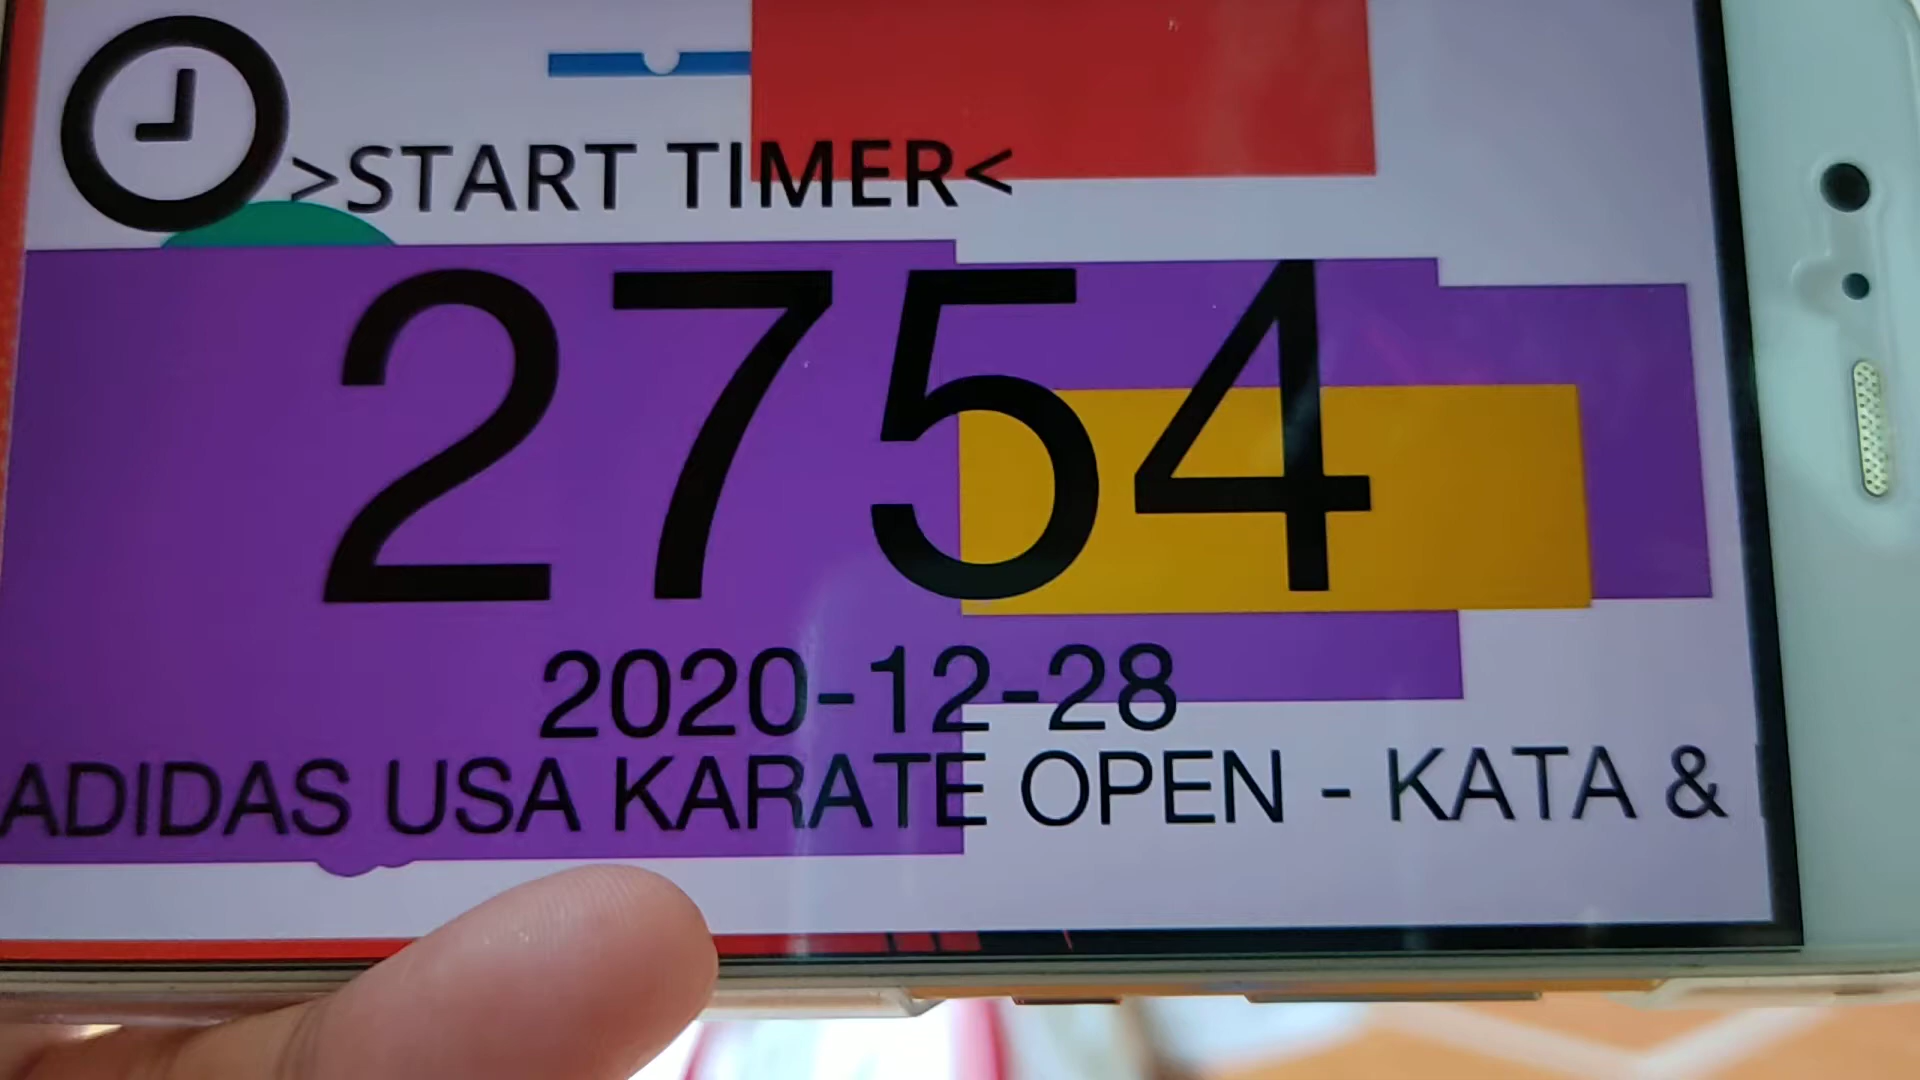 >START TIMER<
2754
2020-12-28
ADIDAS USA KARATE OPEN - KATA &